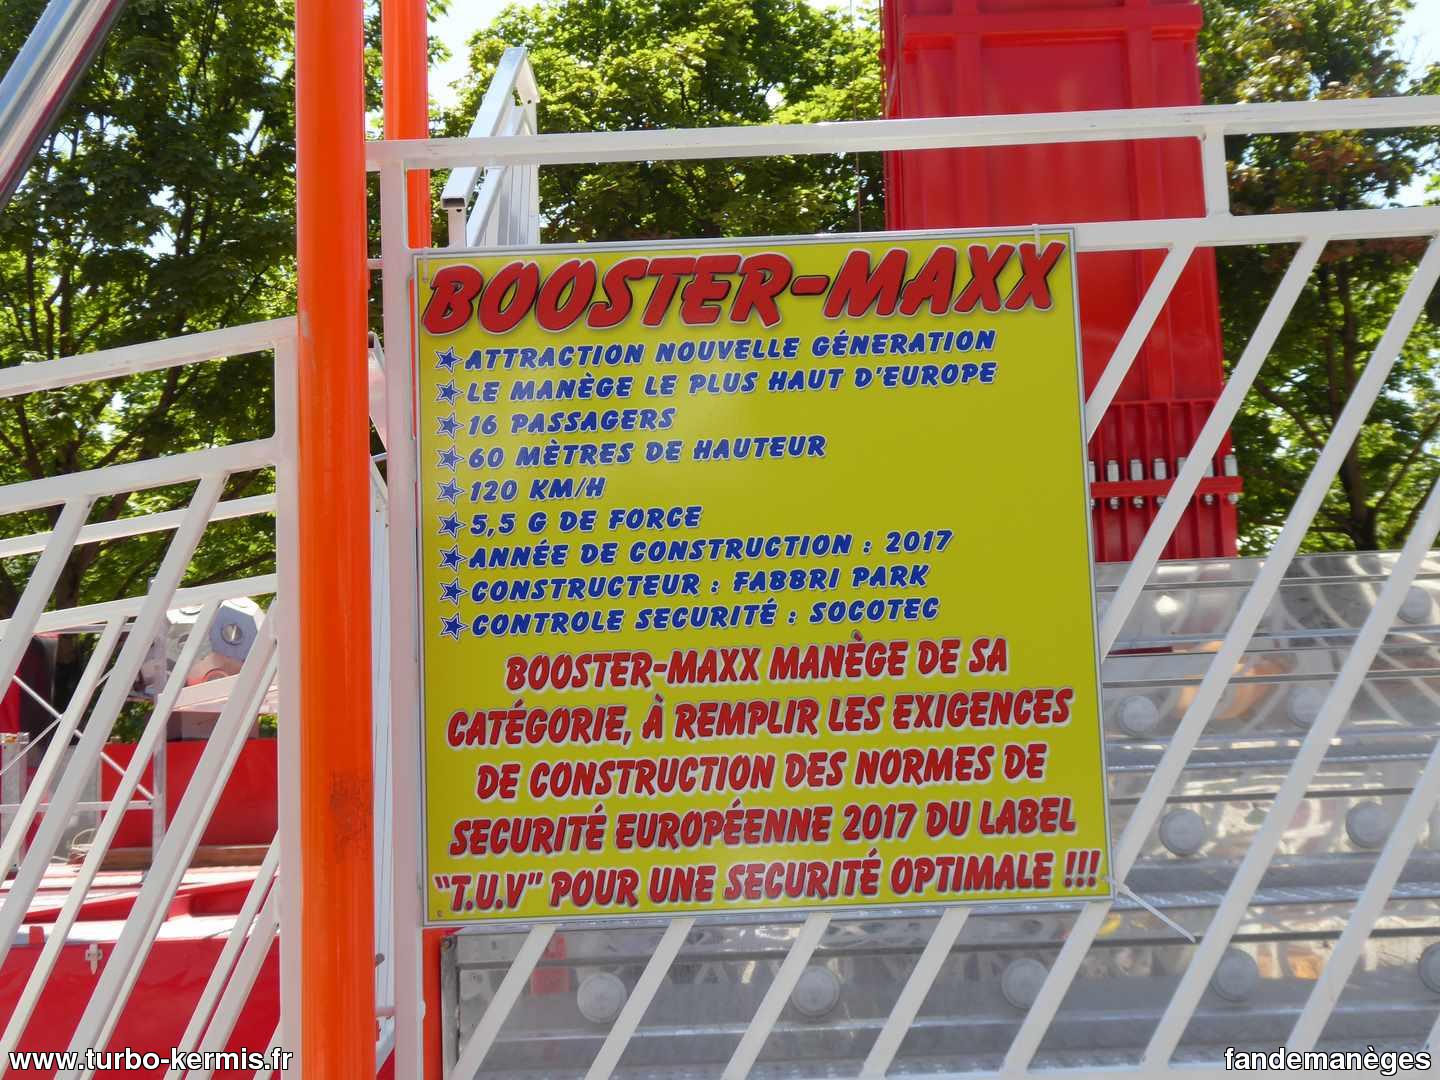 BOOSTER-MAXX
ATTRACTION NOUVELLE GÉNERATION
LE MANÈGE LE PLUS HAUT D'EUROPE
16 PASSAGERS
60 MÈTRES DE HAUTEUR
120 KM/H
5,5 G DE FORCE
ANNÉE DE CONSTRUCTION : 2017
CONSTRUCTEUR : FABBRI PARK
CONTROLE SECURITÉ : SOCOTEC
BOOSTER-MAXX MANÈGE DE SA
CATÉGORIE, À REMPLIR LES EXIGENCES
DE CONSTRUCTION DES NORMES DE
SECURITÉ EUROPÉENNE 2017 DU LABEL
"T.U.V" POUR UNE SECURITÉ OPTIMALE !!!
www.turbo-kermis.fr
fandemanèges